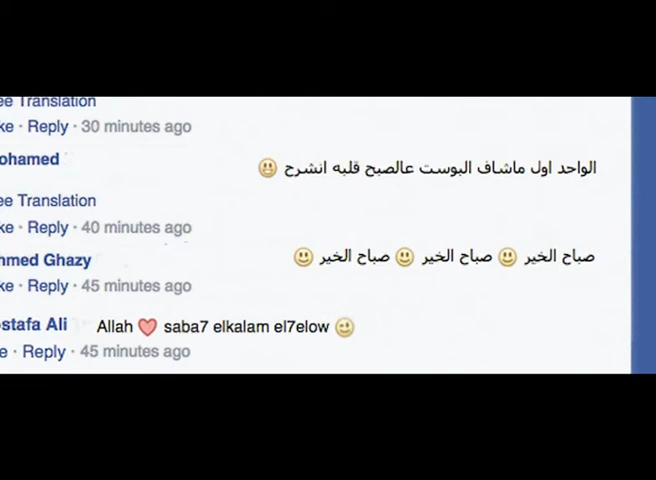 ee Translation
ke · Reply · 30 minutes ago
ohamed
الواحد اول ماشاف البوست عالصبح قلبه انشرح 😃
ee Translation
ke · Reply · 40 minutes ago
hmed Ghazy
صباح الخير 🙂 صباح الخير 🙂 صباح الخير 🙂
ke · Reply · 45 minutes ago
stafa Ali Allah ❤️ saba7 elkalam el7elow 😉
e · Reply · 45 minutes ago